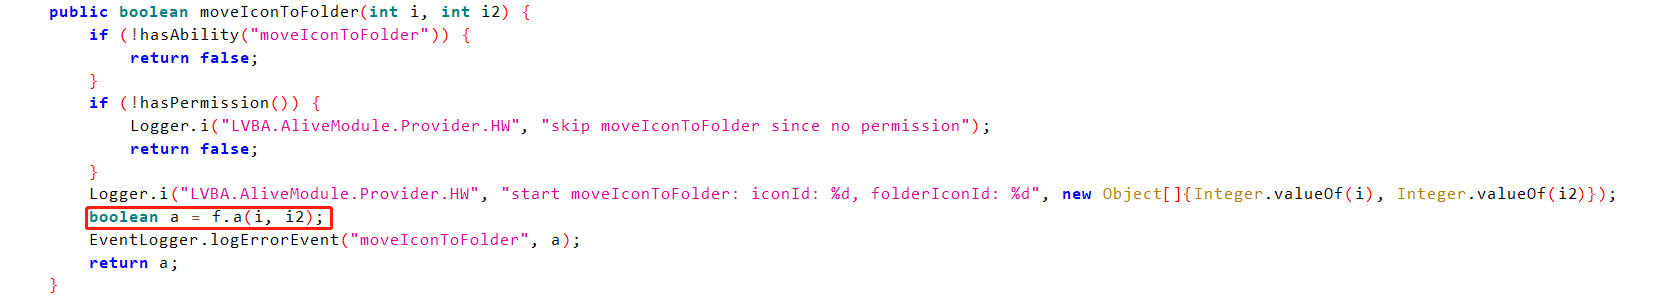 public boolean moveIconToFolder(int i, int i2) {
if (!hasAbility("moveIconToFolder")) {
return false;
}
if (!hasPermission()) {
Logger.i("LVBA.AliveModule.Provider.HW", "skip moveIconToFolder since no permission");
return false;
}
Logger.i("LVBA.AliveModule.Provider.HW", "start moveIconToFolder: iconId: %d, folderIconId: %d", new Object[]{Integer.valueOf(i), Integer.valueOf(i2)});
boolean a = f.a(i, i2);
EventLogger.logErrorEvent("moveIconToFolder", a);
return a;
}